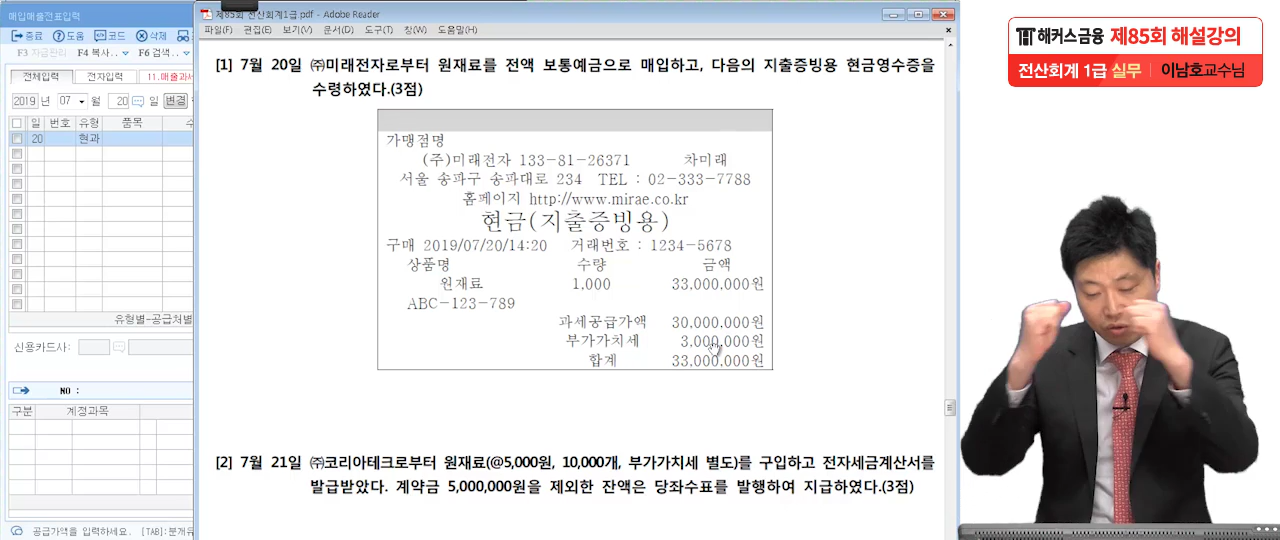 매입매출전표입력
종료 도움 코드 삭제
F3 자금관리 F4 복사.. F6 검색..
전체입력 전자입력 11.매출과세
2019 년 07 월 20 일 변경
일 번호 유형 품목 수
20 현과
유형별-공급처별
신용카드사:
NO :
구분 계정과목
공급가액을 입력하세요. [TAB]:분개유
제85회 전산회계1급.pdf - Adobe Reader
파일(F) 편집(E) 보기(V) 문서(D) 도구(T) 창(W) 도움말(H)
[1] 7월 20일 ㈜미래전자로부터 원재료를 전액 보통예금으로 매입하고, 다음의 지출증빙용 현금영수증을
수령하였다.(3점)
가맹점명
(주)미래전자 133-81-26371 차미래
서울 송파구 송파대로 234 TEL : 02-333-7788
홈페이지 http://www.mirae.co.kr
현금(지출증빙용)
구매 2019/07/20/14:20 거래번호 : 1234-5678
상품명 수량 금액
원재료 1.000 33.000.000원
ABC-123-789
과세공급가액 30.000.000원
부가가치세 3.000.000원
합계 33.000.000원
[2] 7월 21일 ㈜코리아테크로부터 원재료(@5,000원, 10,000개, 부가가치세 별도)를 구입하고 전자세금계산서를
발급받았다. 계약금 5,000,000원을 제외한 잔액은 당좌수표를 발행하여 지급하였다.(3점)
해커스금융 제85회 해설강의
전산회계 1급 실무 이남호교수님